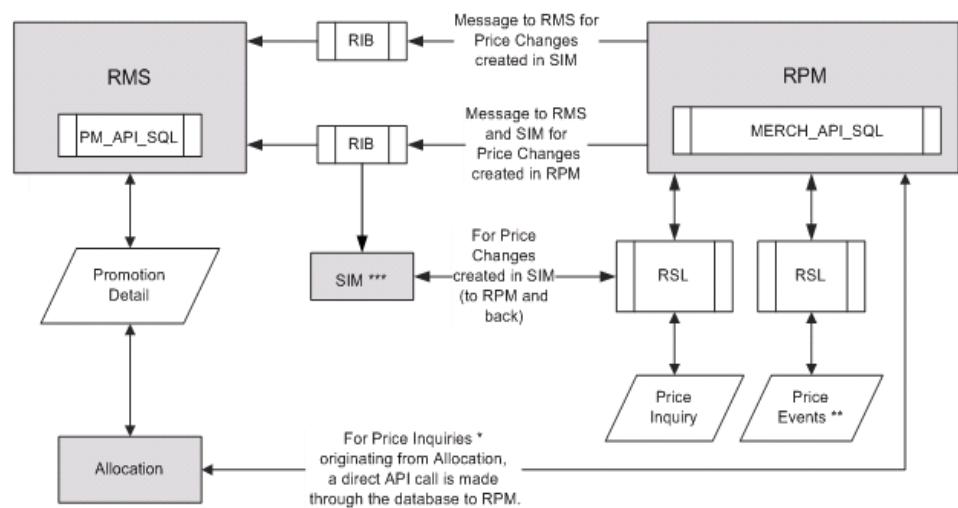 RMS
PM_API_SQL
RIB
Message to RMS for
Price Changes
created in SIM
RPM
MERCH_API_SQL
RIB
Message to RMS
and SIM for
Price Changes
created in RPM
Promotion
Detail
SIM ***
For Price
Changes
created in SIM
(to RPM and
back)
RSL
RSL
Price
Inquiry
Price
Events **
Allocation
For Price Inquiries *
originating from Allocation,
a direct API call is made
through the database to RPM.